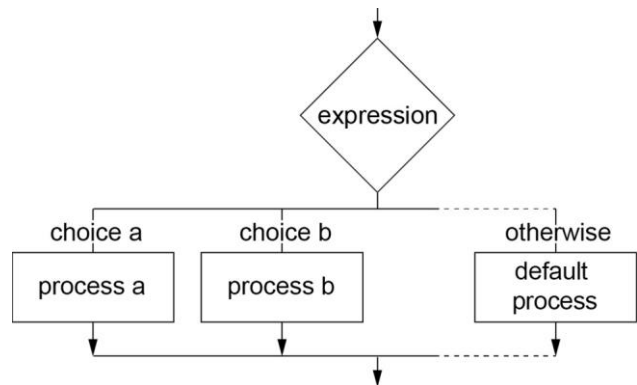 expression
choice a
choice b
otherwise
process a
process b
default
process